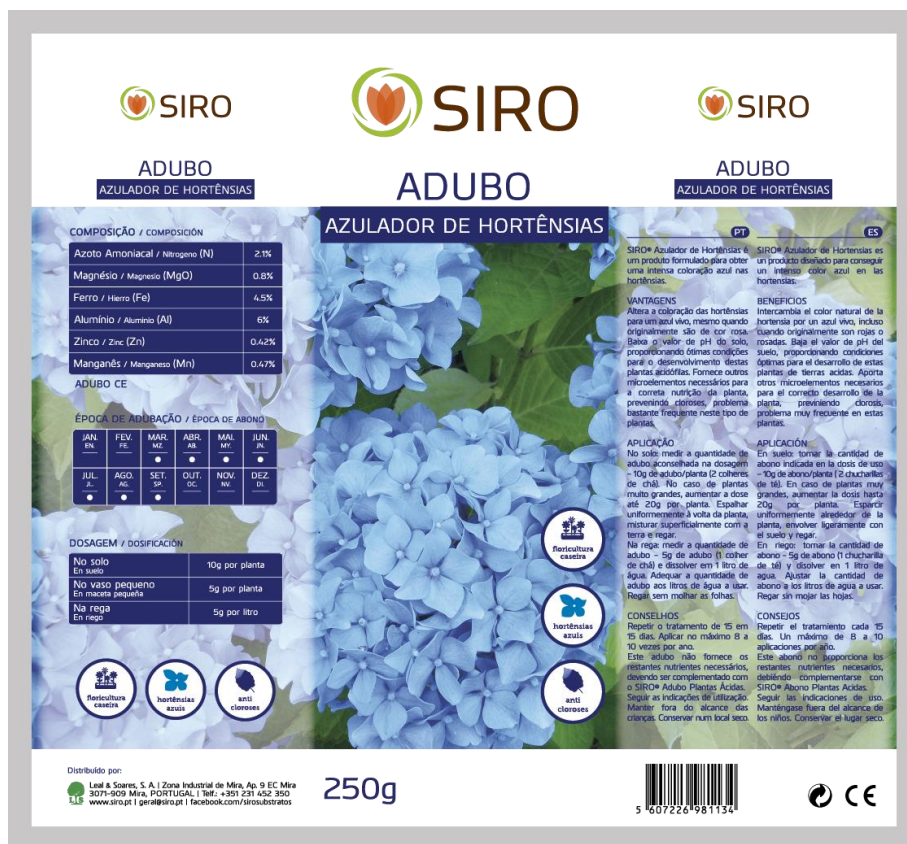 SIRO
ADUBO
AZULADOR DE HORTÊNSIAS
COMPOSIÇÃO / COMPOSICIÓN
Azoto Amoniacal / Nitrogeno (N) 2.1%
Magnésio / Magnesio (MgO) 0.8%
Ferro / Hierro (Fe) 4.5%
Alumínio / Aluminio (Al) 6%
Zinco / Zinc (Zn) 0.42%
Manganês / Manganeso (Mn) 0.47%
ADUBO CE
ÉPOCA DE ADUBAÇÃO / ÉPOCA DE ABONO
JAN. FEV. MAR. ABR. MAI. JUN.
EN. FE. MZ. AB. MY. JN.
JUL. AGO. SET. OUT. NOV. DEZ.
JL. AG. SP. OC. NV. DI.
DOSAGEM / DOSIFICACIÓN
No solo 10g por planta
En suelo
No vaso pequeno 5g por planta
En maceta pequeña
Na rega 5g por litro
En riego
floricultura
caseira
hortênsias
azuis
anti
cloroses
Distribuído por:
Leal & Soares, S. A. | Zona Industrial de Mira, Ap. 9 EC Mira
3071-909 Mira, PORTUGAL | Telf.: +351 231 452 350
www.siro.pt | geral@siro.pt | facebook.com/sirosubstratos
SIRO
ADUBO
AZULADOR DE HORTÊNSIAS
floricultura
caseira
hortênsias
azuis
anti
cloroses
250g
SIRO
ADUBO
AZULADOR DE HORTÊNSIAS
PT
SIRO® Azulador de Hortênsias é
um produto formulado para obter
uma intensa coloração azul nas
hortênsias.
VANTAGENS
Altera a coloração das hortênsias
para um azul vivo, mesmo quando
originalmente são de cor rosa.
Baixa o valor de pH do solo,
proporcionando ótimas condições
para o desenvolvimento destas
plantas acidófilas. Fornece outros
microelementos necessários para
a correta nutrição da planta,
prevenindo cloroses, problema
bastante frequente neste tipo de
plantas.
APLICAÇÃO
No solo: medir a quantidade de
adubo aconselhada na dosagem
– 10g de adubo/planta (2 colheres
de chá). No caso de plantas
muito grandes, aumentar a dose
até 20g por planta. Espalhar
uniformemente à volta da planta,
misturar superficialmente com a
terra e regar.
Na rega: medir a quantidade de
adubo – 5g de adubo (1 colher
de chá) e dissolver em 1 litro de
água. Adequar a quantidade de
adubo aos litros de água a usar.
Regar sem molhar as folhas.
CONSELHOS
Repetir o tratamento de 15 em
15 dias. Aplicar no máximo 8 a
10 vezes por ano.
Este adubo não fornece os
restantes nutrientes necessários,
devendo ser complementado com
o SIRO® Adubo Plantas Ácidas.
Seguir as indicações de utilização.
Manter fora do alcance das
crianças. Conservar num local seco.
ES
SIRO® Azulador de Hortensias es
un producto diseñado para conseguir
un intenso color azul en las
hortensias.
BENEFICIOS
Intercambia el color natural de la
hortensia por un azul vivo, incluso
cuando originalmente son rojas o
rosadas. Baja el valor de pH del
suelo, proporcionando condiciones
óptimas para el desarrollo de estas
plantas de tierras acidas. Aporta
otros microelementos necesarios
para el correcto desarrollo de la
planta, previniendo clorosis,
problema muy frecuente en estas
plantas.
APLICACIÓN
En suelo: tomar la cantidad de
abono indicada en la dosis de uso
– 10g de abono/planta ( 2 chucharillas
de té). En caso de plantas muy
grandes, aumentar la dosis hasta
20g por planta. Esparcir
uniformemente alrededor de la
planta, envolver ligeramente con
el suelo y regar.
En riego: tomar la cantidad de
abono – 5g de abono (1 chucharilla
de té) y disolver en 1 litro de
agua. Ajustar la cantidad de
abono a los litros de agua a usar.
Regar sin mojar las hojas.
CONSEJOS
Repetir el tratamiento cada 15
días. Un máximo de 8 a 10
aplicaciones por año.
Este abono no proporciona los
restantes nutrientes necesarios,
debiéndo complementarse con
SIRO® Abono Plantas Acidas.
Seguir las indicaciones de uso.
Manténgase fuera del alcance de
los niños. Conservar el lugar seco.
5 607226 981134
CE